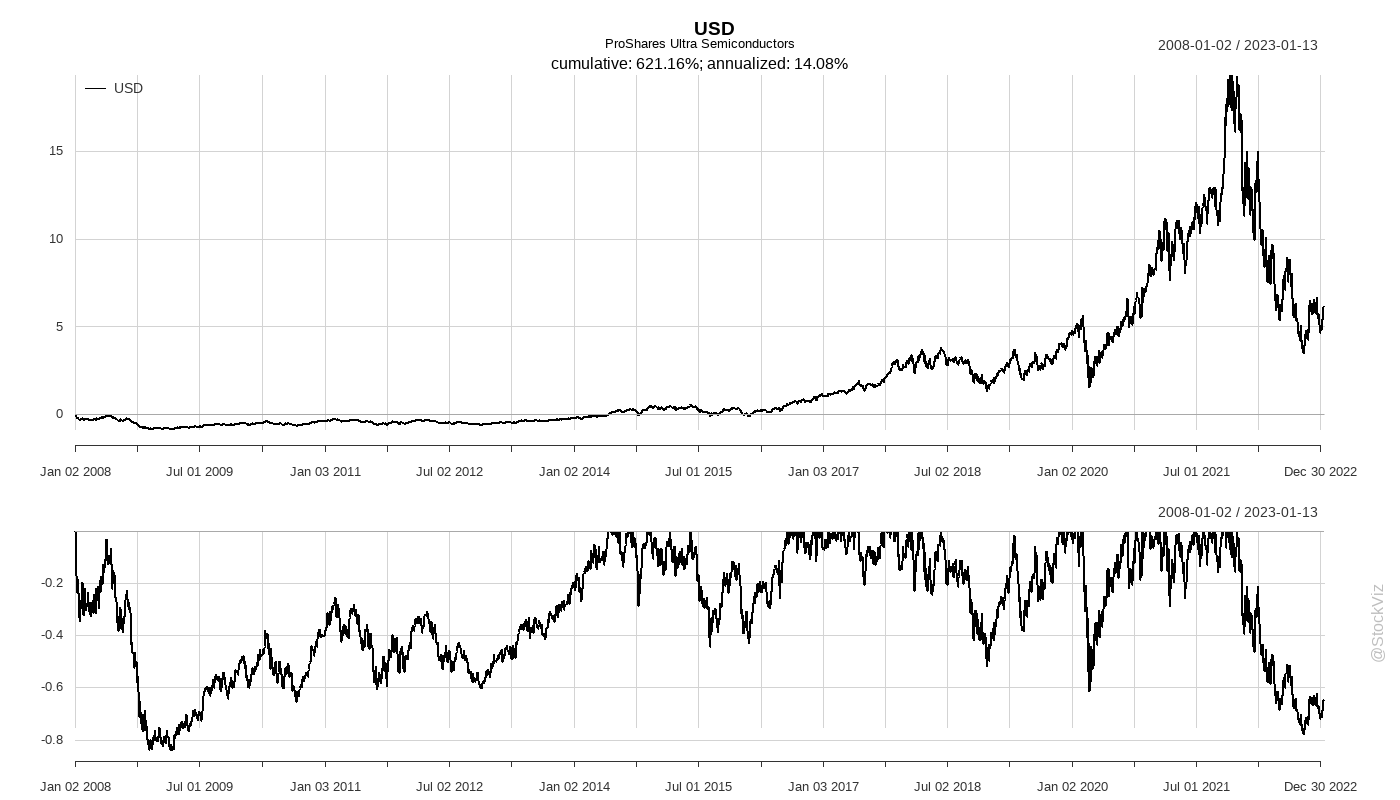 USD
ProShares Ultra Semiconductors
cumulative: 621.16%; annualized: 14.08%
2008-01-02 / 2023-01-13
USD
15
10
5
0
Jan 02 2008 Jul 01 2009 Jan 03 2011 Jul 02 2012 Jan 02 2014 Jul 01 2015 Jan 03 2017 Jul 02 2018 Jan 02 2020 Jul 01 2021 Dec 30 2022
2008-01-02 / 2023-01-13
-0.2
-0.4
-0.6
-0.8
Jan 02 2008 Jul 01 2009 Jan 03 2011 Jul 02 2012 Jan 02 2014 Jul 01 2015 Jan 03 2017 Jul 02 2018 Jan 02 2020 Jul 01 2021 Dec 30 2022
@StockViz